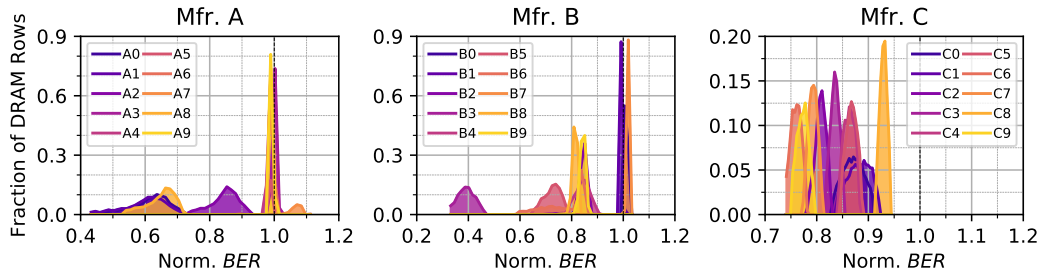 Mfr. A
Mfr. B
Mfr. C
Fraction of DRAM Rows
0.9
0.6
0.3
0.0
A0 A5
A1 A6
A2 A7
A3 A8
A4 A9
0.4 0.6 0.8 1.0 1.2
Norm. BER
0.9
0.6
0.3
0.0
B0 B5
B1 B6
B2 B7
B3 B8
B4 B9
0.4 0.6 0.8 1.0 1.2
Norm. BER
0.20
0.15
0.10
0.05
0.00
C0 C5
C1 C6
C2 C7
C3 C8
C4 C9
0.7 0.8 0.9 1.0 1.1 1.2
Norm. BER